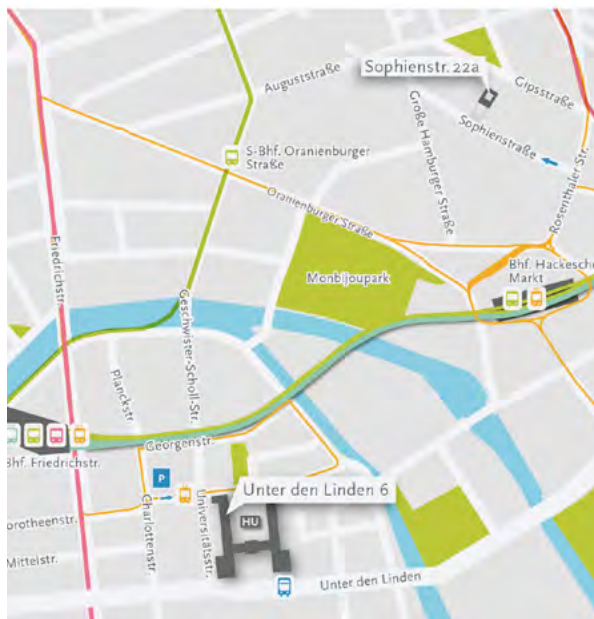 Sophienstr. 22a
Auguststraße
Gipsstraße
Große Hamburger Straße
Sophienstraße
S-Bhf. Oranienburger
Straße
Rosenthaler Str.
Oranienburger Straße
Friedrichstr.
Monbijoupark
Bhf. Hackesche
Markt
Geschwister-Scholl-Str.
Planckstr.
Georgenstr.
Bhf. Friedrichstr.
P
Unter den Linden 6
Charlottenstr.
Universitätsstr.
HU
orotheenstr.
Mittelstr.
Unter den Linden